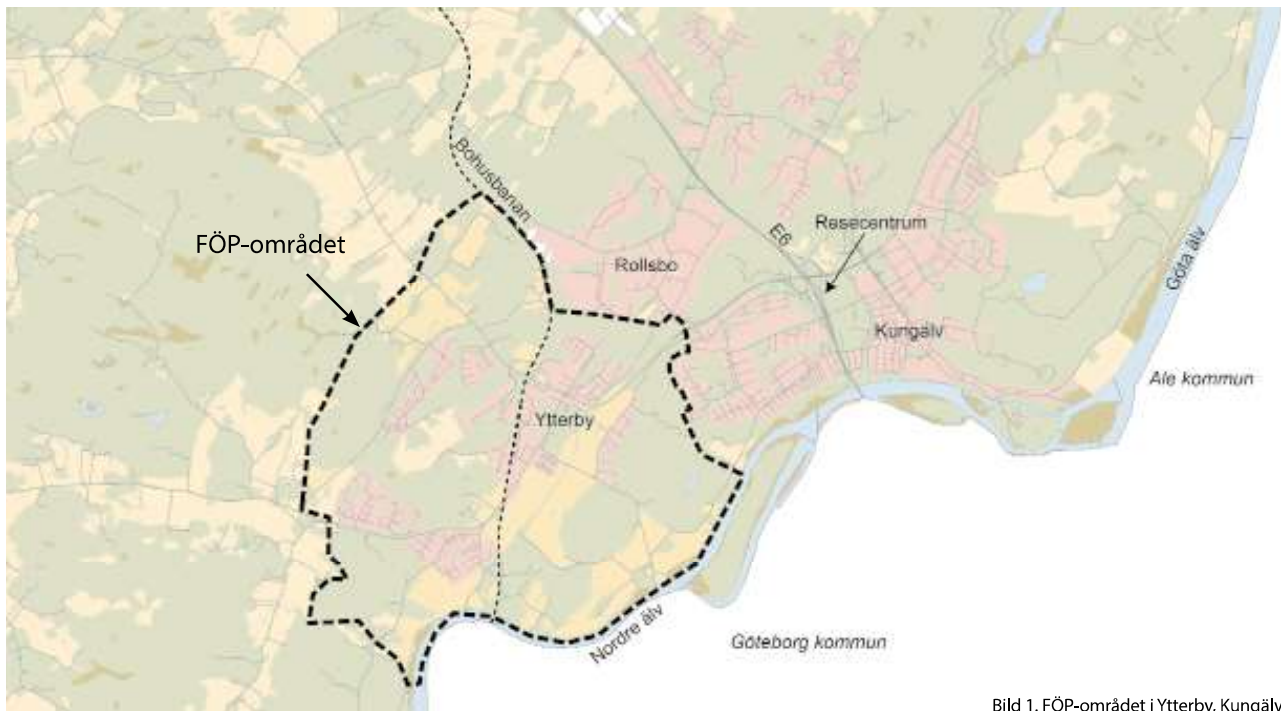 Bohusbanan
FÖP-området
E6
Resecentrum
Rollsbo
Göta älv
Kungälv
Ale kommun
Ytterby
Nordre älv
Göteborg kommun
Bild 1. FÖP-området i Ytterby, Kungälv